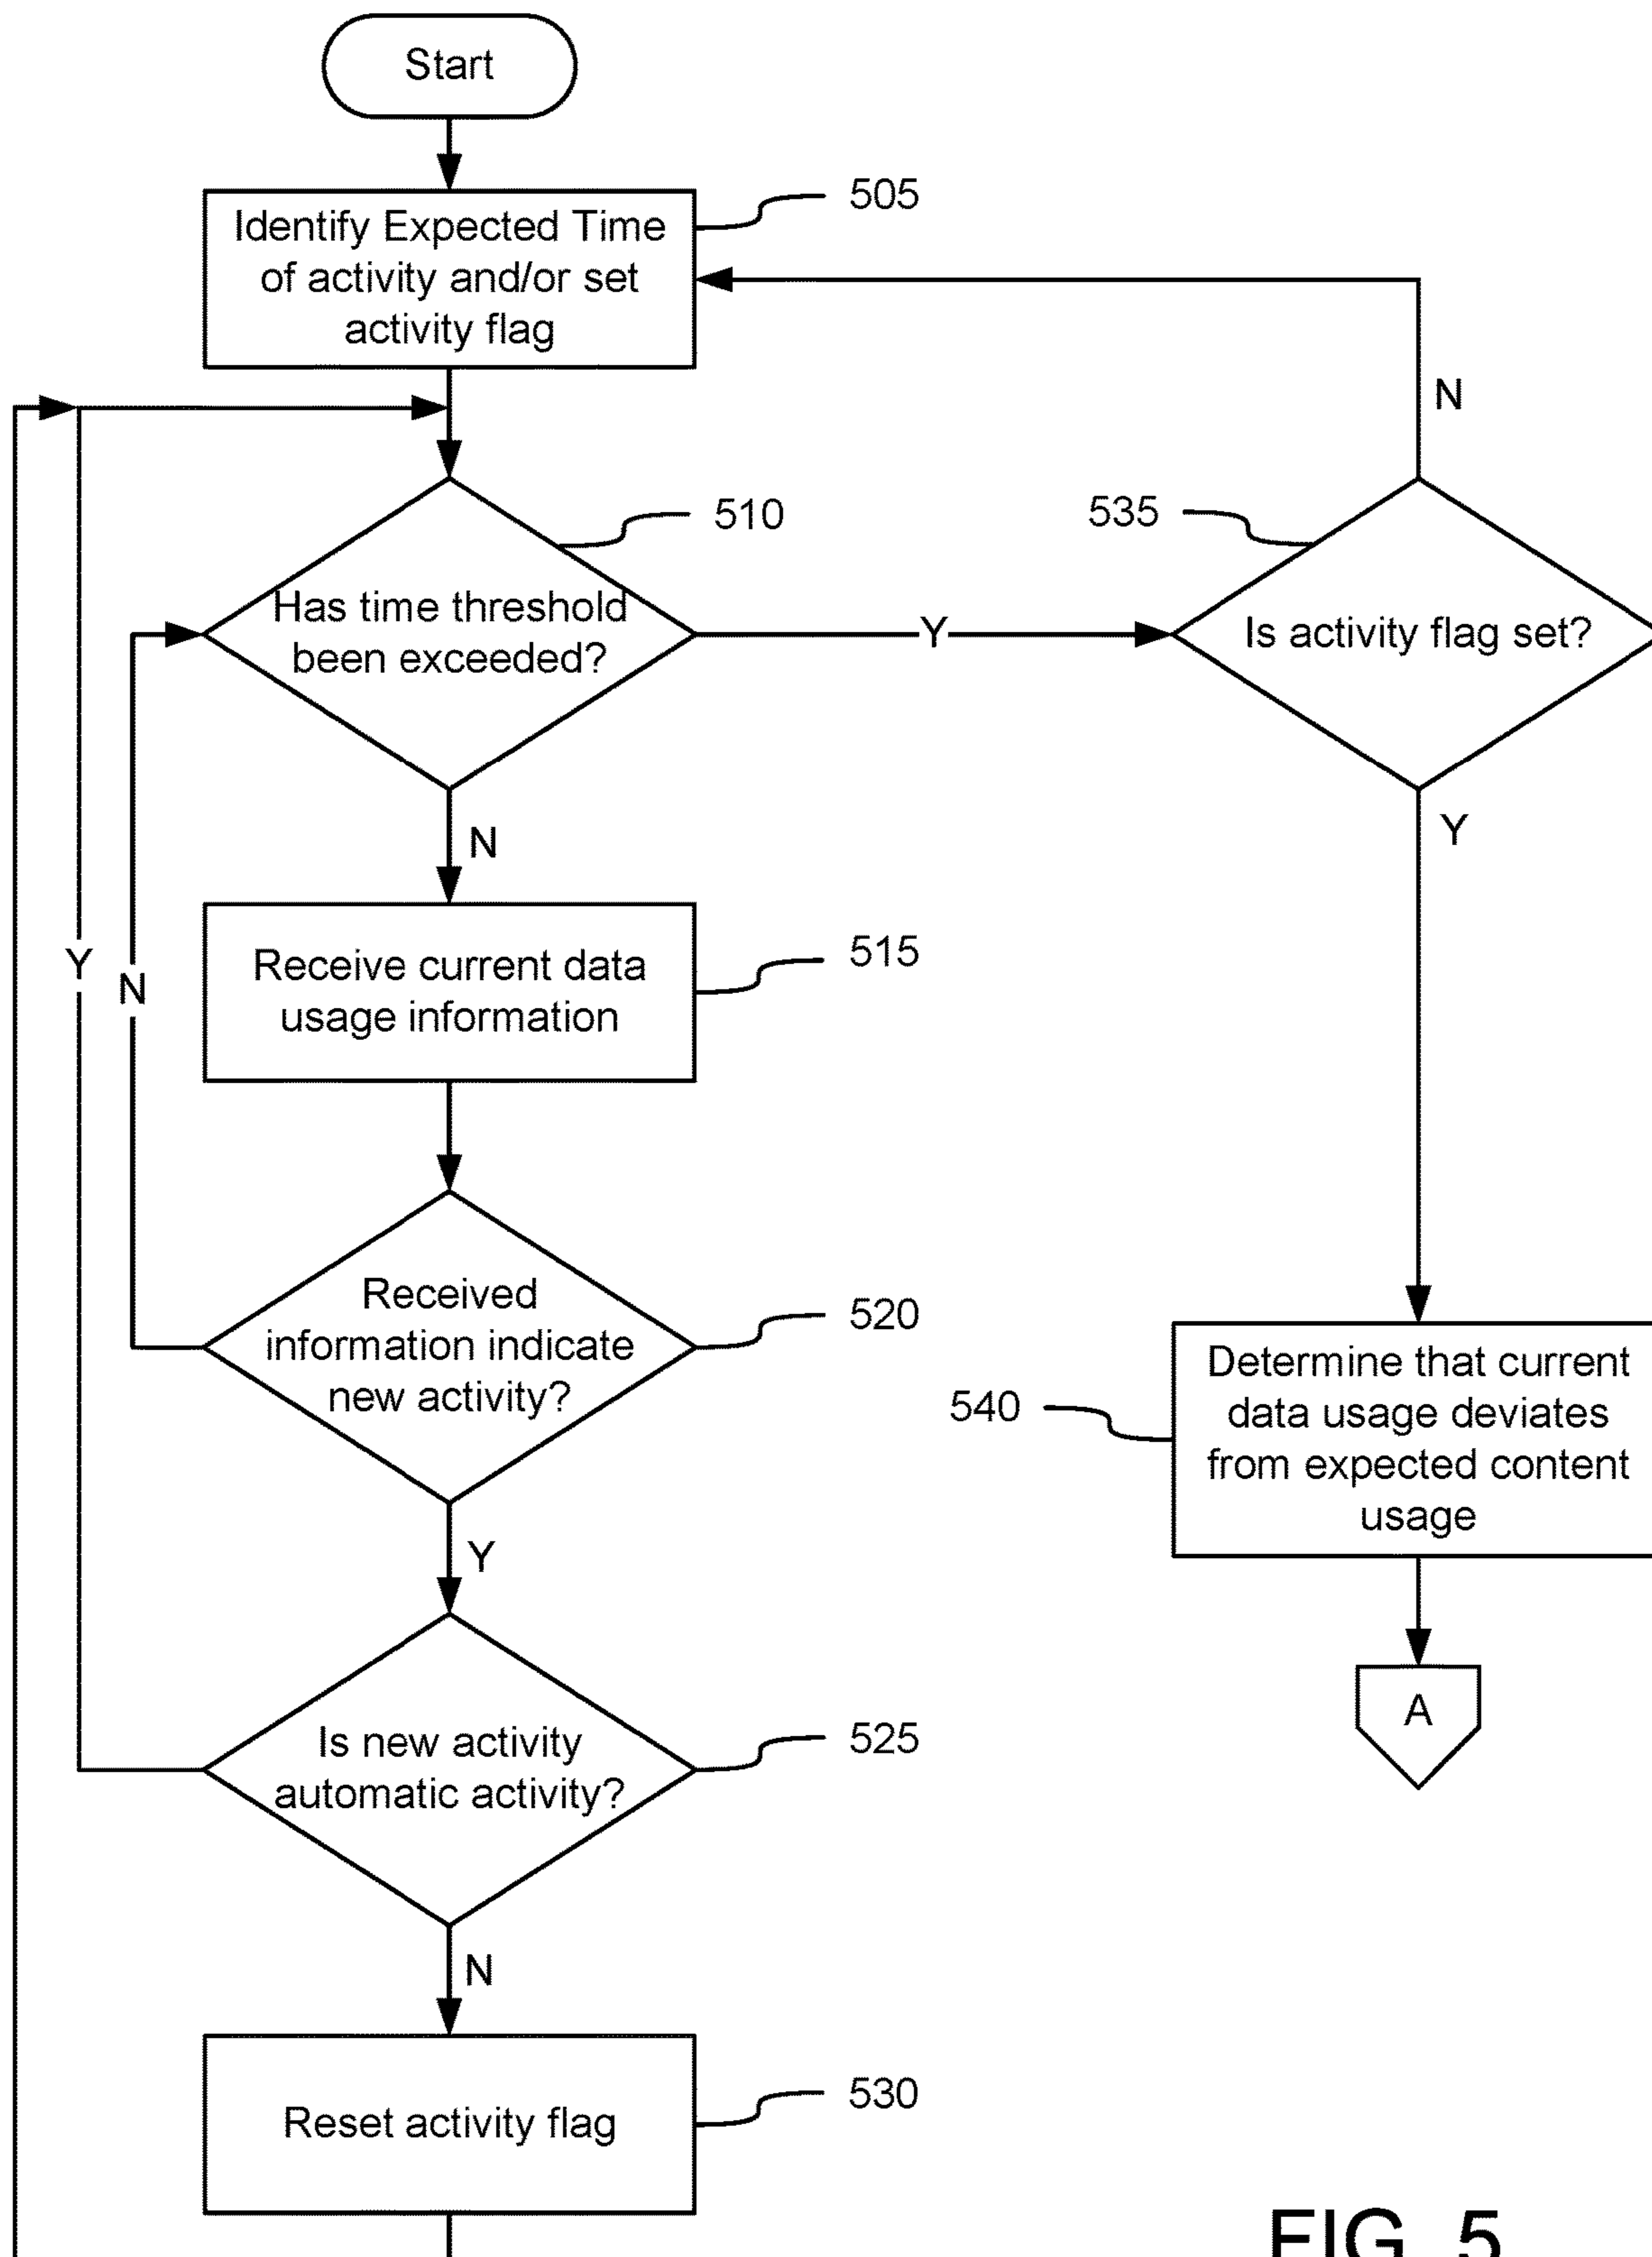 Start
Identify Expected Time
of activity and/or set
activity flag
505
N
Has time threshold
been exceeded?
510
Y
535
Is activity flag set?
N
Y
Receive current data
usage information
515
Y
N
Received
information indicate
new activity?
520
Determine that current
data usage deviates
from expected content
usage
540
Y
A
Is new activity
automatic activity?
525
N
Reset activity flag
530
FIG. 5